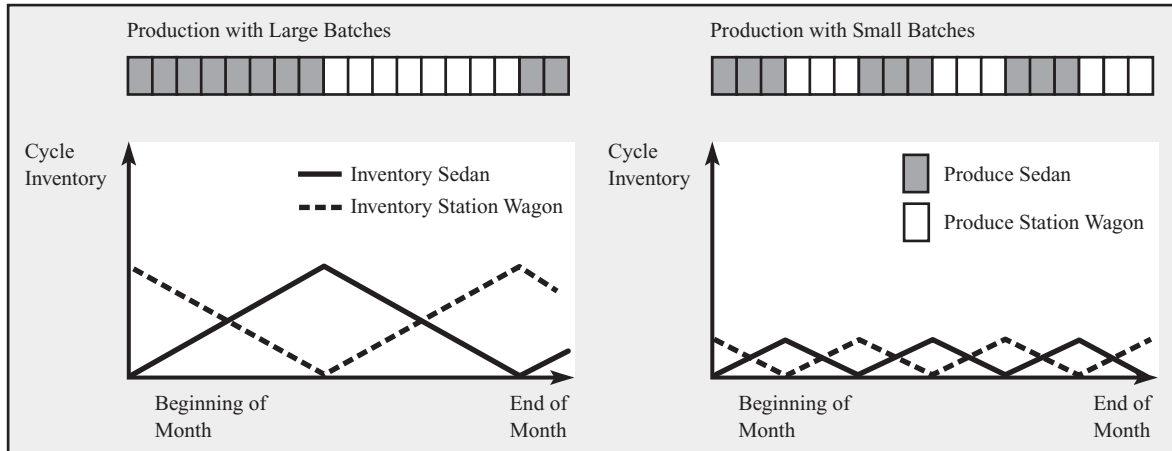 Production with Large Batches
Cycle
Inventory
Inventory Sedan
Inventory Station Wagon
Beginning of
Month
End of
Month
Production with Small Batches
Cycle
Inventory
Produce Sedan
Produce Station Wagon
Beginning of
Month
End of
Month